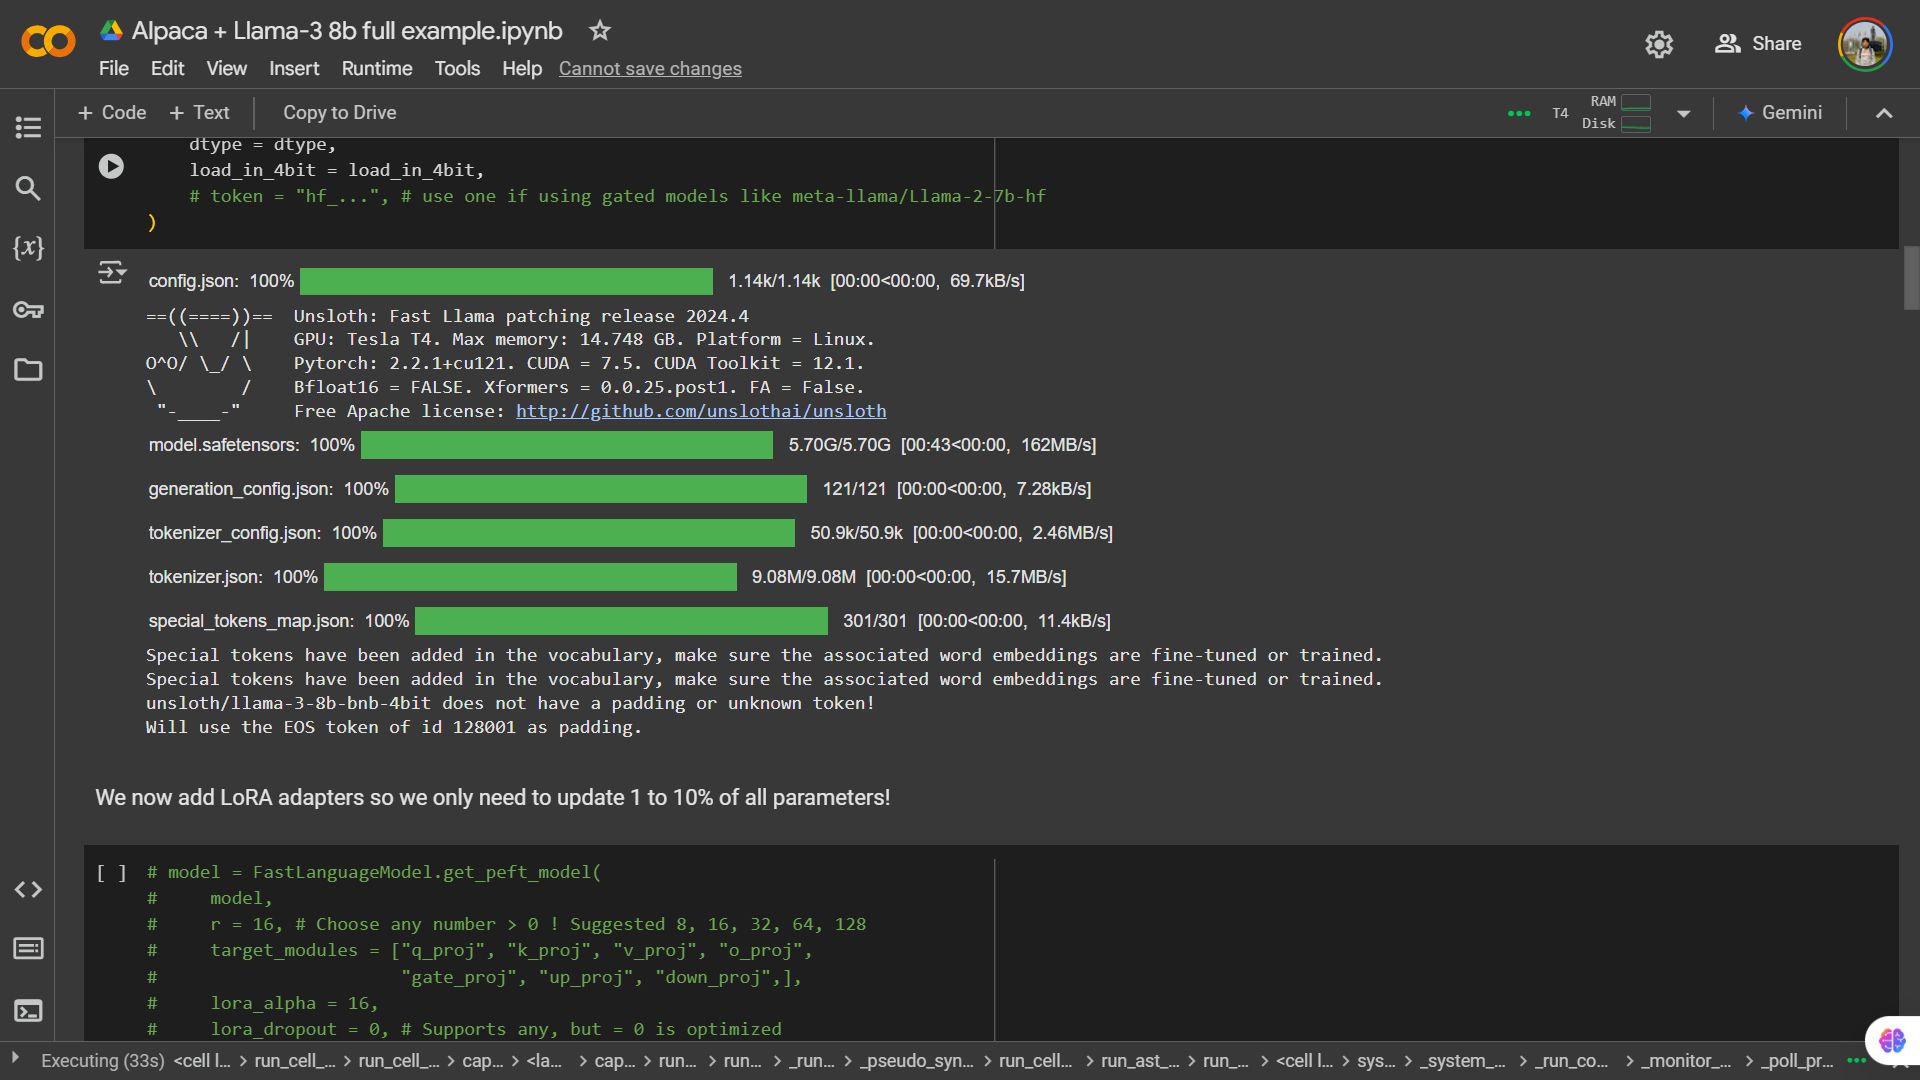 Alpaca + Llama-3 8b full example.ipynb
File Edit View Insert Runtime Tools Help Cannot save changes
Share
+ Code + Text Copy to Drive
T4 RAM Disk Gemini
dtype = dtype,
load_in_4bit = load_in_4bit,
# token = "hf_...", # use one if using gated models like meta-llama/Llama-2-7b-hf
)
config.json: 100% 1.14k/1.14k [00:00<00:00, 69.7kB/s]
==((====))== Unsloth: Fast Llama patching release 2024.4
\\ /| GPU: Tesla T4. Max memory: 14.748 GB. Platform = Linux.
O^O/ \_/ \ Pytorch: 2.2.1+cu121. CUDA = 7.5. CUDA Toolkit = 12.1.
\ / Bfloat16 = FALSE. Xformers = 0.0.25.post1. FA = False.
"-____-" Free Apache license: http://github.com/unslothai/unsloth
model.safetensors: 100% 5.70G/5.70G [00:43<00:00, 162MB/s]
generation_config.json: 100% 121/121 [00:00<00:00, 7.28kB/s]
tokenizer_config.json: 100% 50.9k/50.9k [00:00<00:00, 2.46MB/s]
tokenizer.json: 100% 9.08M/9.08M [00:00<00:00, 15.7MB/s]
special_tokens_map.json: 100% 301/301 [00:00<00:00, 11.4kB/s]
Special tokens have been added in the vocabulary, make sure the associated word embeddings are fine-tuned or trained.
Special tokens have been added in the vocabulary, make sure the associated word embeddings are fine-tuned or trained.
unsloth/llama-3-8b-bnb-4bit does not have a padding or unknown token!
Will use the EOS token of id 128001 as padding.
We now add LoRA adapters so we only need to update 1 to 10% of all parameters!
[ ] # model = FastLanguageModel.get_peft_model(
# model,
# r = 16, # Choose any number > 0 ! Suggested 8, 16, 32, 64, 128
# target_modules = ["q_proj", "k_proj", "v_proj", "o_proj",
# "gate_proj", "up_proj", "down_proj",],
# lora_alpha = 16,
# lora_dropout = 0, # Supports any, but = 0 is optimized
Executing (33s) <cell l... > run_cell_... > run_cell_... > cap... > <la... > cap... > run... > run... > _run... > _pseudo_syn... > run_cell... > run_ast_... > run_... > <cell l... > sys... > _system_... > _run_co... > _monitor_... > _poll_pr...